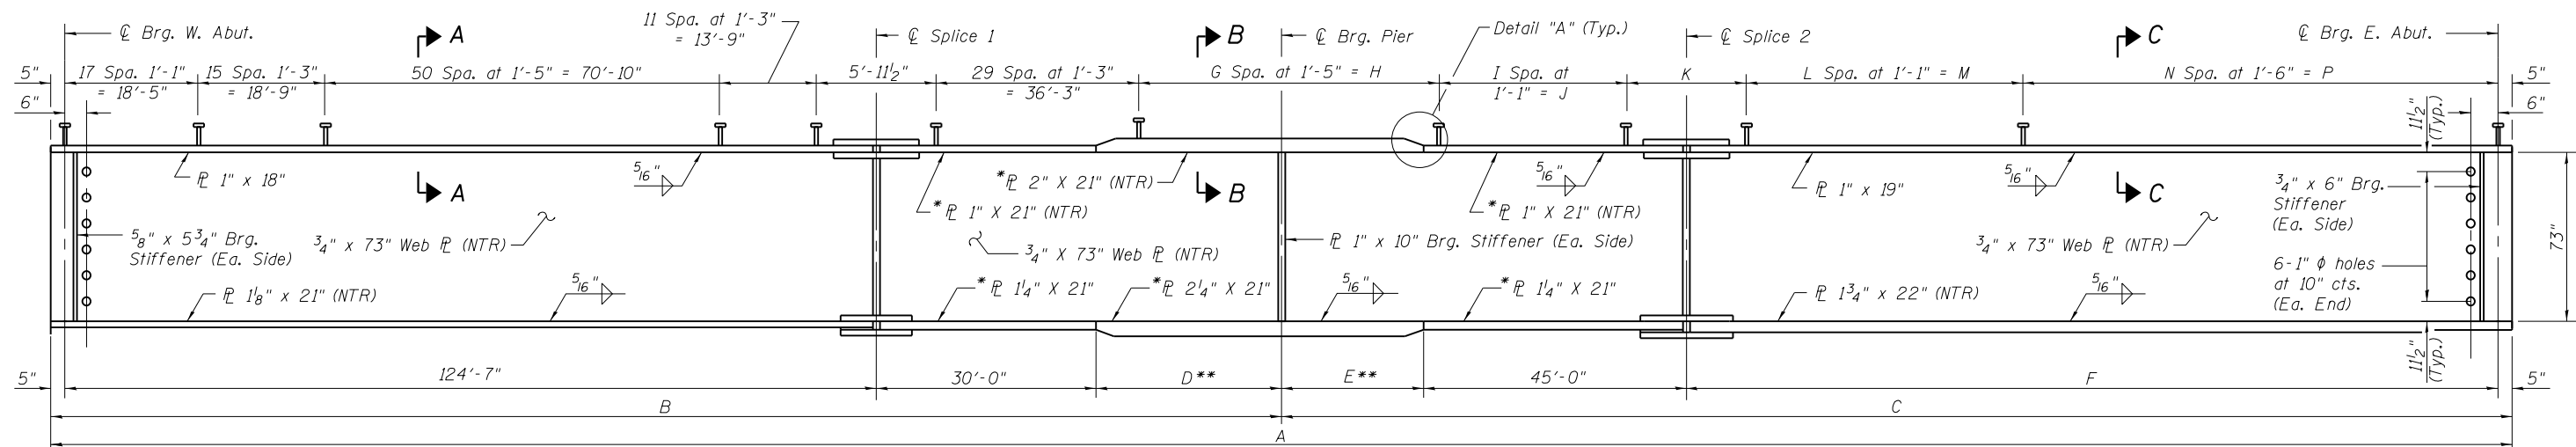 ℄ Brg. W. Abut.
A
11 Spa. at 1'-3"
= 13'-9"
℄ Splice 1
B
℄ Brg. Pier
Detail "A" (Typ.)
℄ Splice 2
C
℄ Brg. E. Abut.
5"
17 Spa. 1'-1"
= 18'-5"
15 Spa. 1'-3"
= 18'-9"
50 Spa. at 1'-5" = 70'-10"
5'-11½"
29 Spa. at 1'-3"
= 36'-3"
G Spa. at 1'-5" = H
I Spa. at
1'-1" = J
K
L Spa. at 1'-1" = M
N Spa. at 1'-6" = P
5"
6"
11½"
(Typ.)
6"
℞ 1" x 18"
A
5/16"
*℞ 2" X 21" (NTR)
B
5/16"
℞ 1" x 19"
5/16"
C
¾" x 6" Brg.
Stiffener
(Ea. Side)
*℞ 1" X 21" (NTR)
*℞ 1" X 21" (NTR)
⅝" x 5¾" Brg.
Stiffener (Ea. Side)
¾" x 73" Web ℞ (NTR)
¾" X 73" Web ℞ (NTR)
℞ 1" x 10" Brg. Stiffener (Ea. Side)
¾" x 73" Web ℞ (NTR)
73"
6-1" ϕ holes
at 10" cts.
(Ea. End)
℞ 1⅛" x 21" (NTR)
5/16"
*℞ 1¼" X 21"
*℞ 2¼" X 21"
5/16"
*℞ 1¼" X 21"
℞ 1¾" x 22" (NTR)
5/16"
11½"
(Typ.)
5"
124'-7"
30'-0"
D**
E**
45'-0"
F
5"
B
C
A